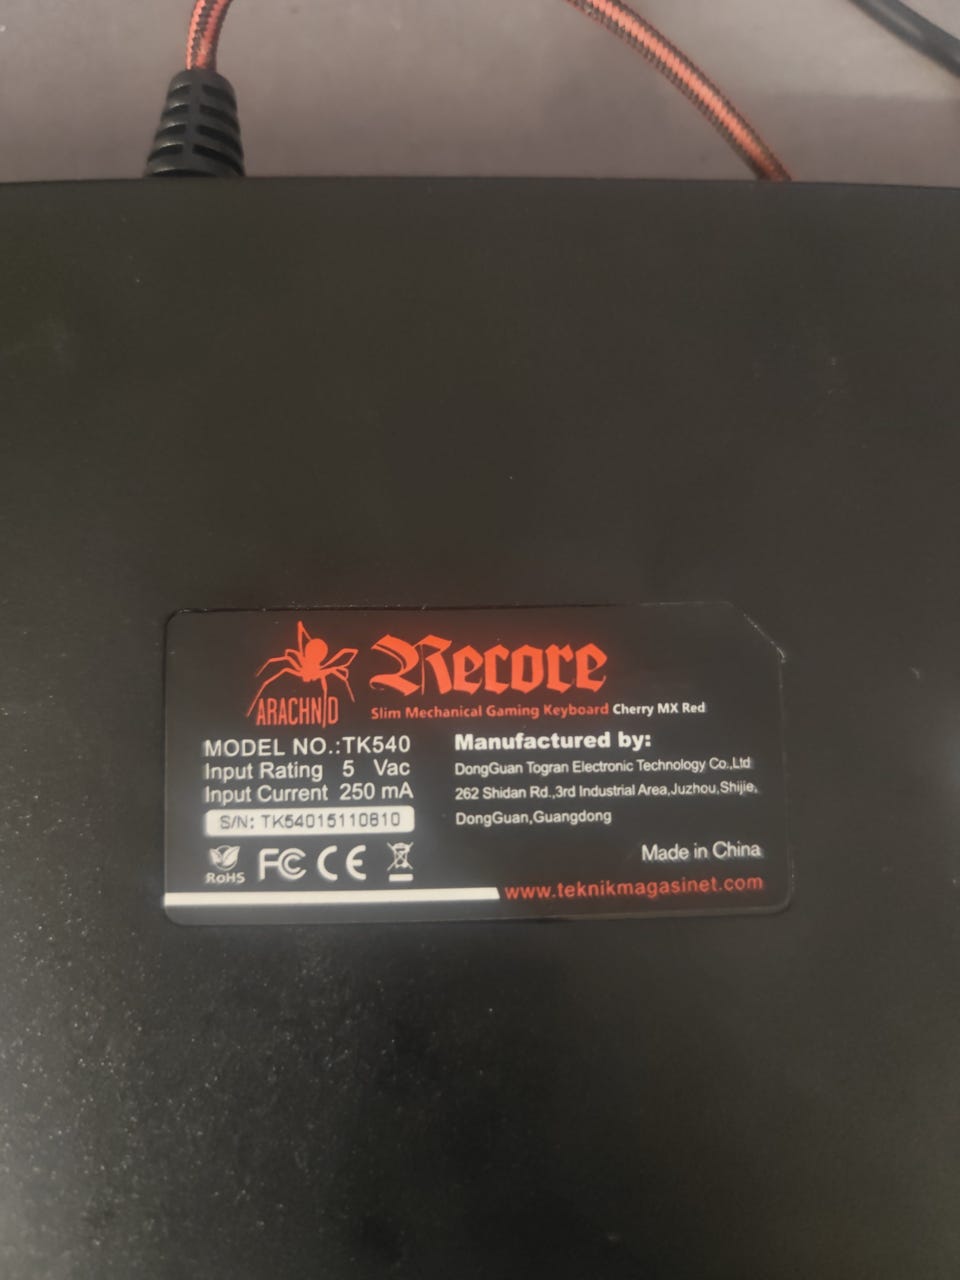 ARACHNID
Recore
Slim Mechanical Gaming Keyboard Cherry MX Red
MODEL NO.:TK540
Input Rating 5 Vac
Input Current 250 mA
S/N: TK54015110810
RoHS FC CE
Manufactured by:
DongGuan Togran Electronic Technology Co.,Ltd
262 Shidan Rd.,3rd Industrial Area,Juzhou,Shijie,
DongGuan,Guangdong
Made in China
www.teknikmagasinet.com